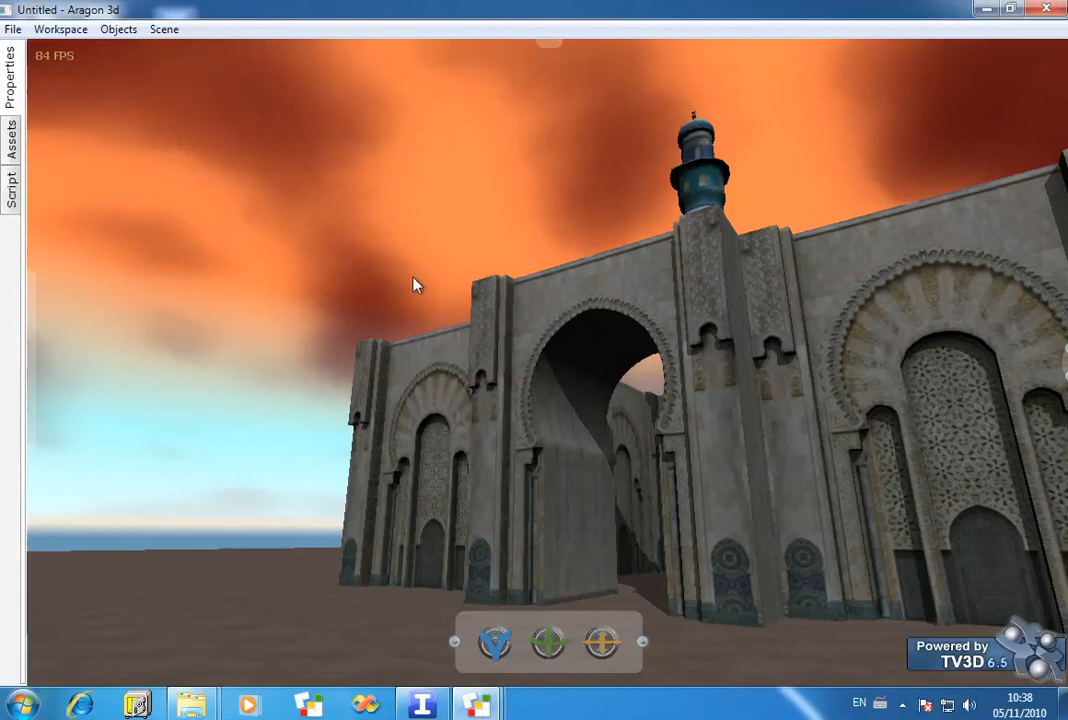 Untitled - Aragon 3d
File Workspace Objects Scene
84 FPS
Properties
Assets
Script
Powered by
TV3D 6.5
EN
10:38
05/11/2010